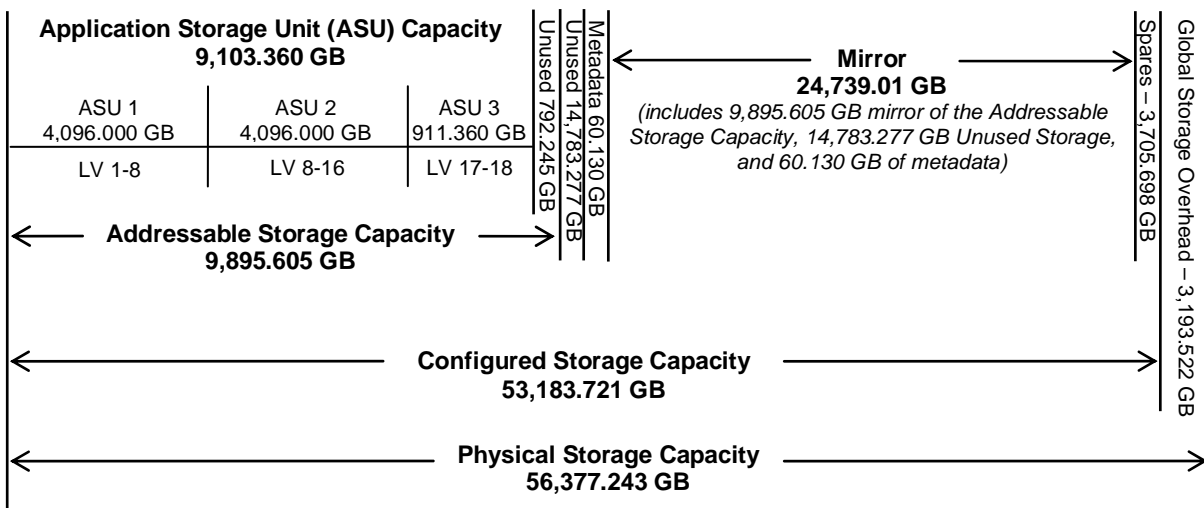 Application Storage Unit (ASU) Capacity
9,103.360 GB
ASU 1
4,096.000 GB
ASU 2
4,096.000 GB
ASU 3
911.360 GB
LV 1-8
LV 8-16
LV 17-18
Unused 792.245 GB
Unused 14,783.277 GB
Metadata 60.130 GB
Mirror
24,739.01 GB
(includes 9,895.605 GB mirror of the Addressable
Storage Capacity, 14,783.277 GB Unused Storage,
and 60.130 GB of metadata)
Spares – 3,705.698 GB
Global Storage Overhead – 3,193.522 GB
Addressable Storage Capacity
9,895.605 GB
Configured Storage Capacity
53,183.721 GB
Physical Storage Capacity
56,377.243 GB